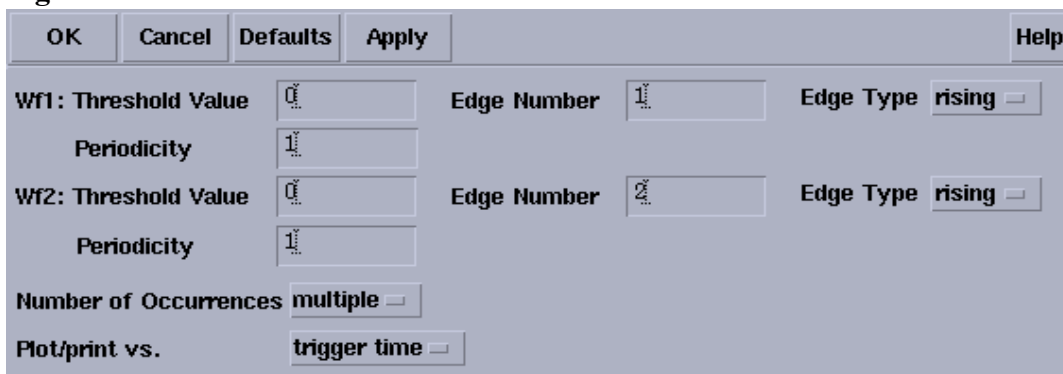 OK Cancel Defaults Apply Help
Wf1: Threshold Value 0 Edge Number 1 Edge Type rising
Periodicity 1
Wf2: Threshold Value 0 Edge Number 2 Edge Type rising
Periodicity 1
Number of Occurrences multiple
Plot/print vs. trigger time